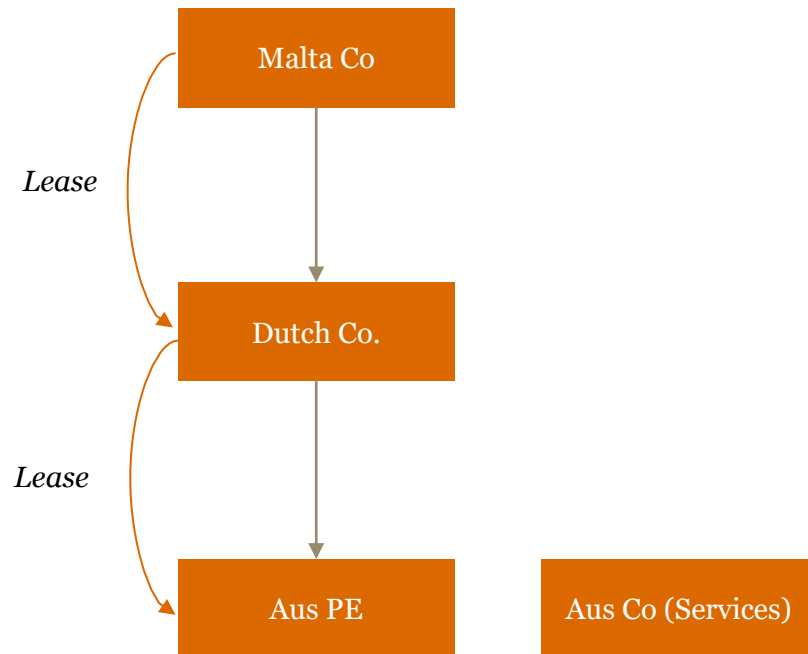 Malta Co
Lease
Dutch Co.
Lease
Aus PE
Aus Co (Services)